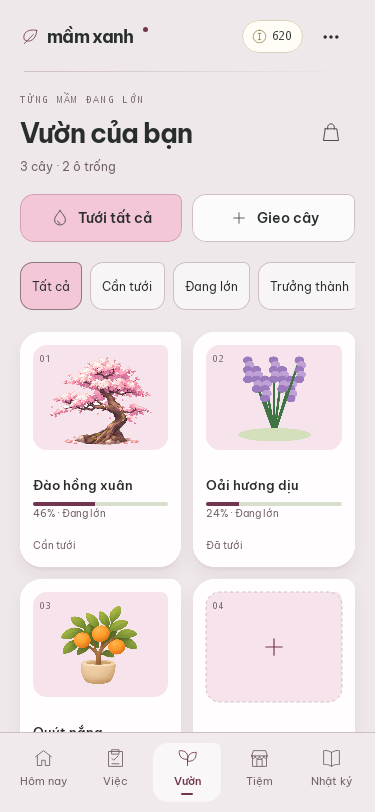 mầm xanh
620
TỪNG MẦM ĐANG LỚN
Vườn của bạn
3 cây · 2 ô trống
Tưới tất cả
Gieo cây
Tất cả
Cần tưới
Đang lớn
Trưởng thành
01
02
Đào hồng xuân
Oải hương dịu
46% · Đang lớn
24% · Đang lớn
Cần tưới
Đã tưới
03
04
Quýt nắng
Hôm nay
Việc
Vườn
Tiệm
Nhật ký